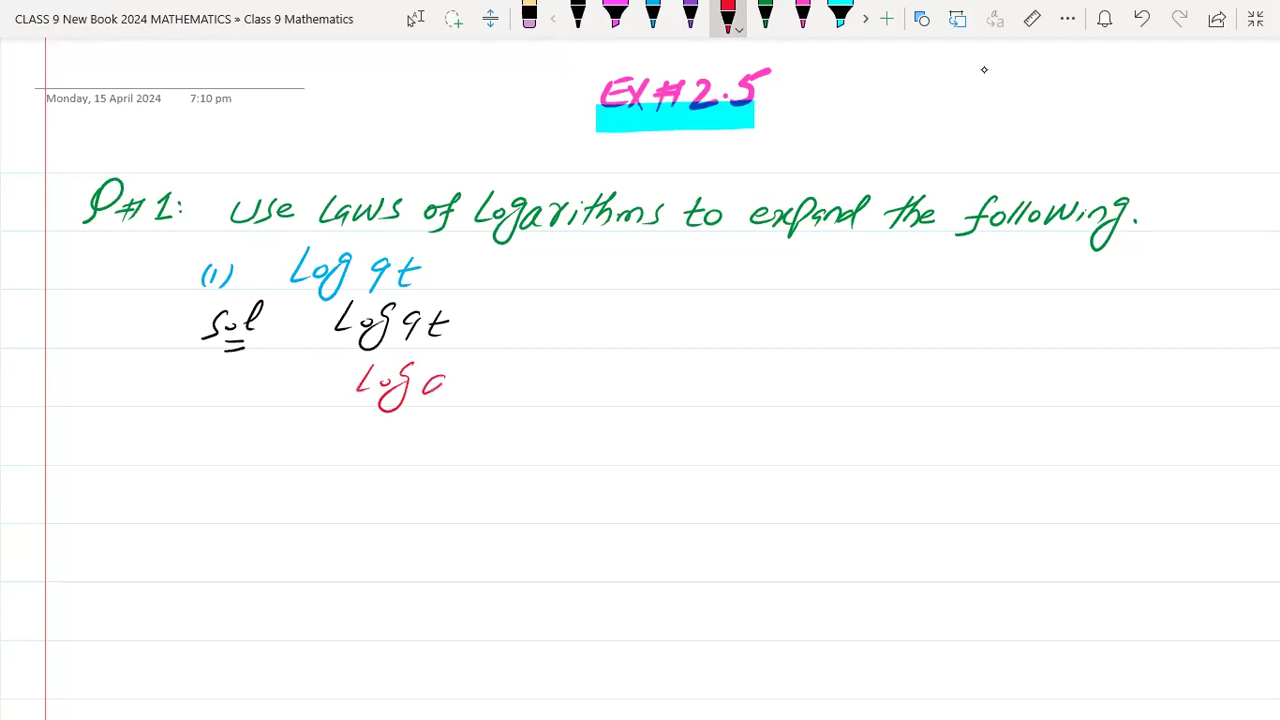 CLASS 9 New Book 2024 MATHEMATICS » Class 9 Mathematics
EX#2.5
Monday, 15 April 2024 7:10 pm
Q#1: Use Laws of Logarithms to expand the following.
(1) Log 9t
Sol Log 9t
Log